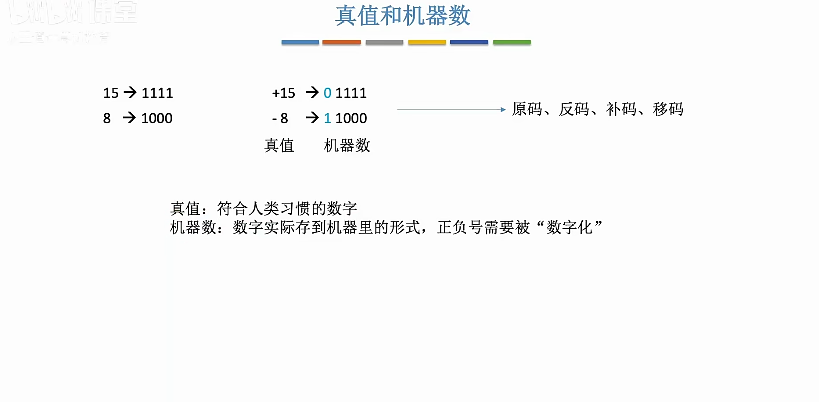 真值和机器数
15 → 1111
8 → 1000
+15 → 0 1111
- 8 → 1 1000
真值 机器数
原码、反码、补码、移码
真值：符合人类习惯的数字
机器数：数字实际存到机器里的形式，正负号需要被“数字化”